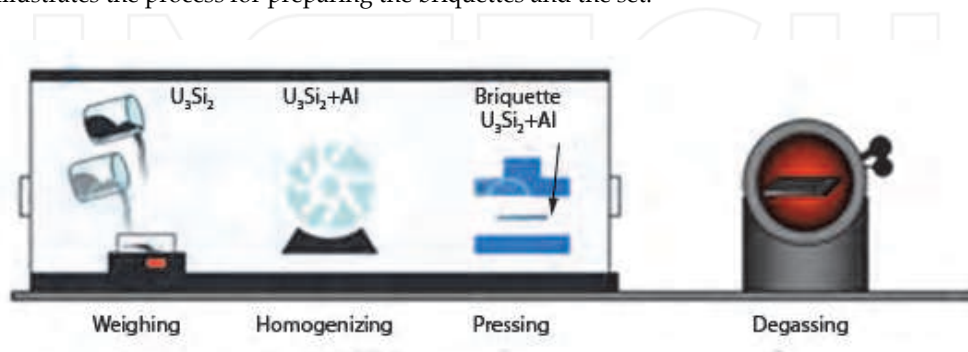 illustrates the process for preparing the briquettes and the set.
U₃Si₂
U₃Si₂+Al
Briquette
U₃Si₂+Al
Weighing
Homogenizing
Pressing
Degassing